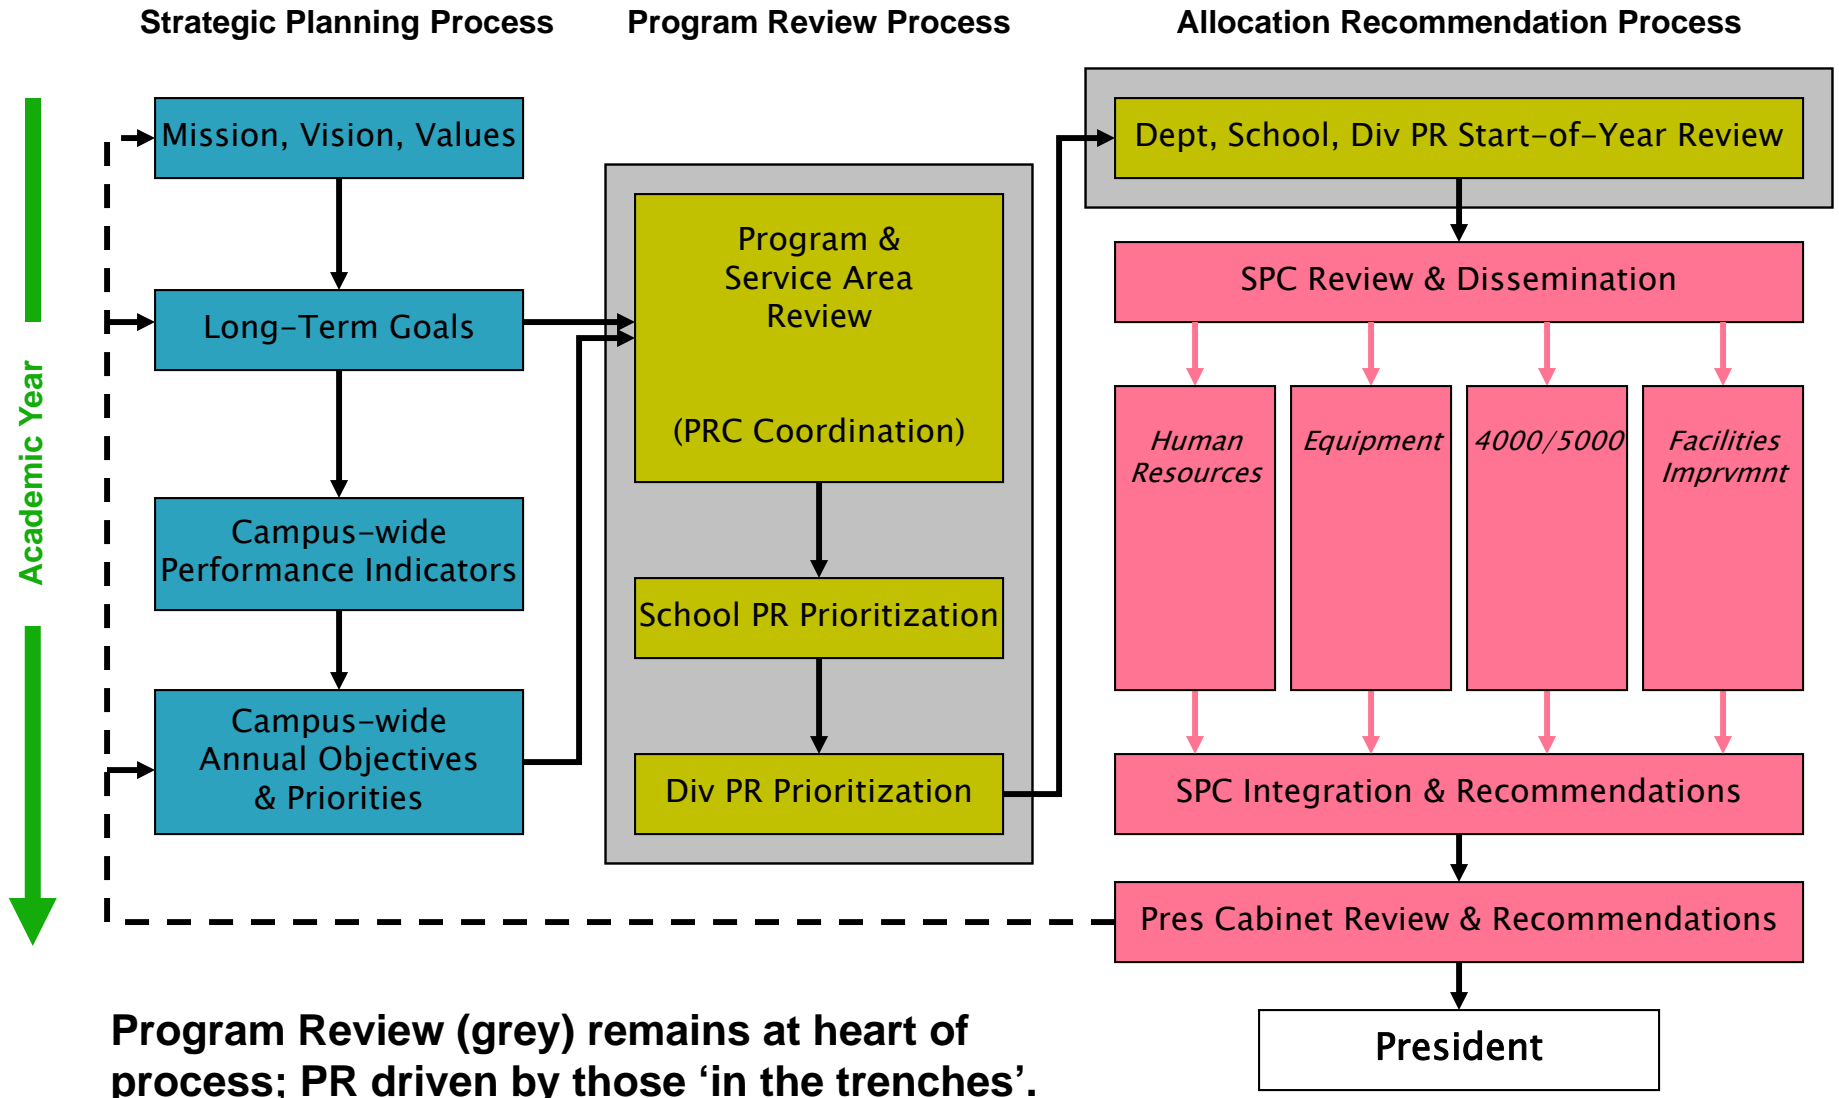 Strategic Planning Process
Program Review Process
Allocation Recommendation Process
Academic Year
Mission, Vision, Values
Long-Term Goals
Campus-wide
Performance Indicators
Campus-wide
Annual Objectives
& Priorities
Program &
Service Area
Review
(PRC Coordination)
School PR Prioritization
Div PR Prioritization
Dept, School, Div PR Start-of-Year Review
SPC Review & Dissemination
Human
Resources
Equipment
4000/5000
Facilities
Imprvmnt
SPC Integration & Recommendations
Pres Cabinet Review & Recommendations
President
Program Review (grey) remains at heart of
process; PR driven by those ‘in the trenches’.